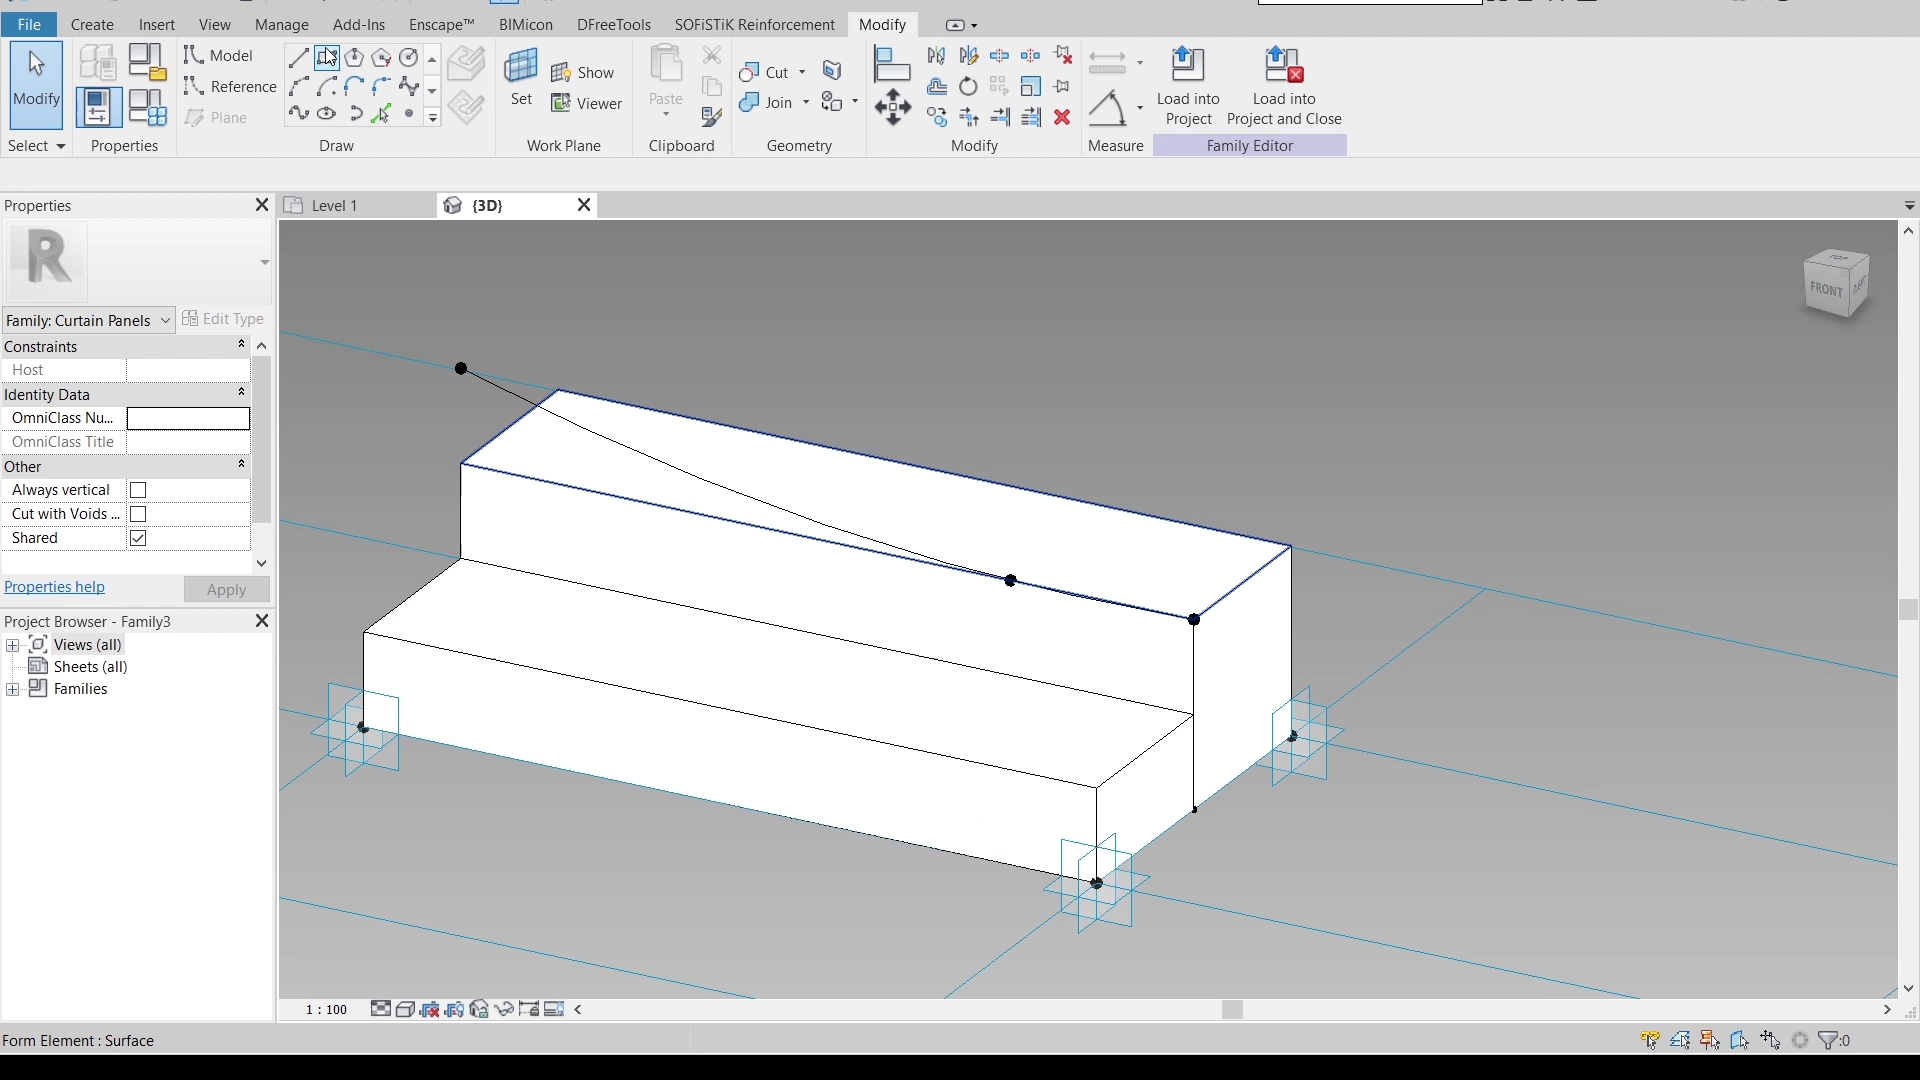 File Create Insert View Manage Add-Ins Enscape™ BIMicon DFreeTools SOFiSTiK Reinforcement Modify
Modify
Model
Reference
Plane
Set
Show
Viewer
Paste
Cut
Join
Load into
Project
Load into
Project and Close
Select Properties Draw Work Plane Clipboard Geometry Modify Measure Family Editor
Properties
Level 1
{3D}
R
Family: Curtain Panels
Edit Type
Constraints
Host
Identity Data
OmniClass Nu...
OmniClass Title
Other
Always vertical
Cut with Voids ...
Shared
Properties help
Apply
Project Browser - Family3
Views (all)
Sheets (all)
Families
TOP
FRONT
RIGHT
1 : 100
Form Element : Surface
:0